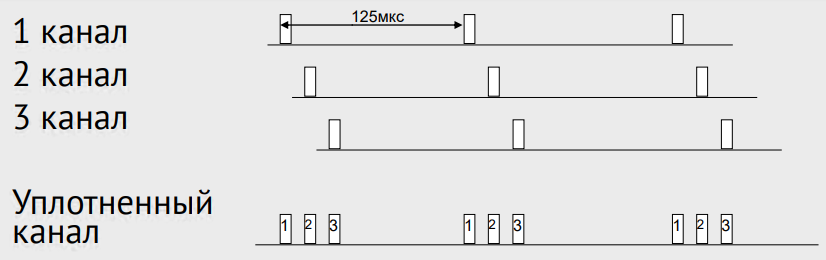 125мкс
1 канал
2 канал
3 канал
Уплотненный
канал
1 2 3 1 2 3 1 2 3